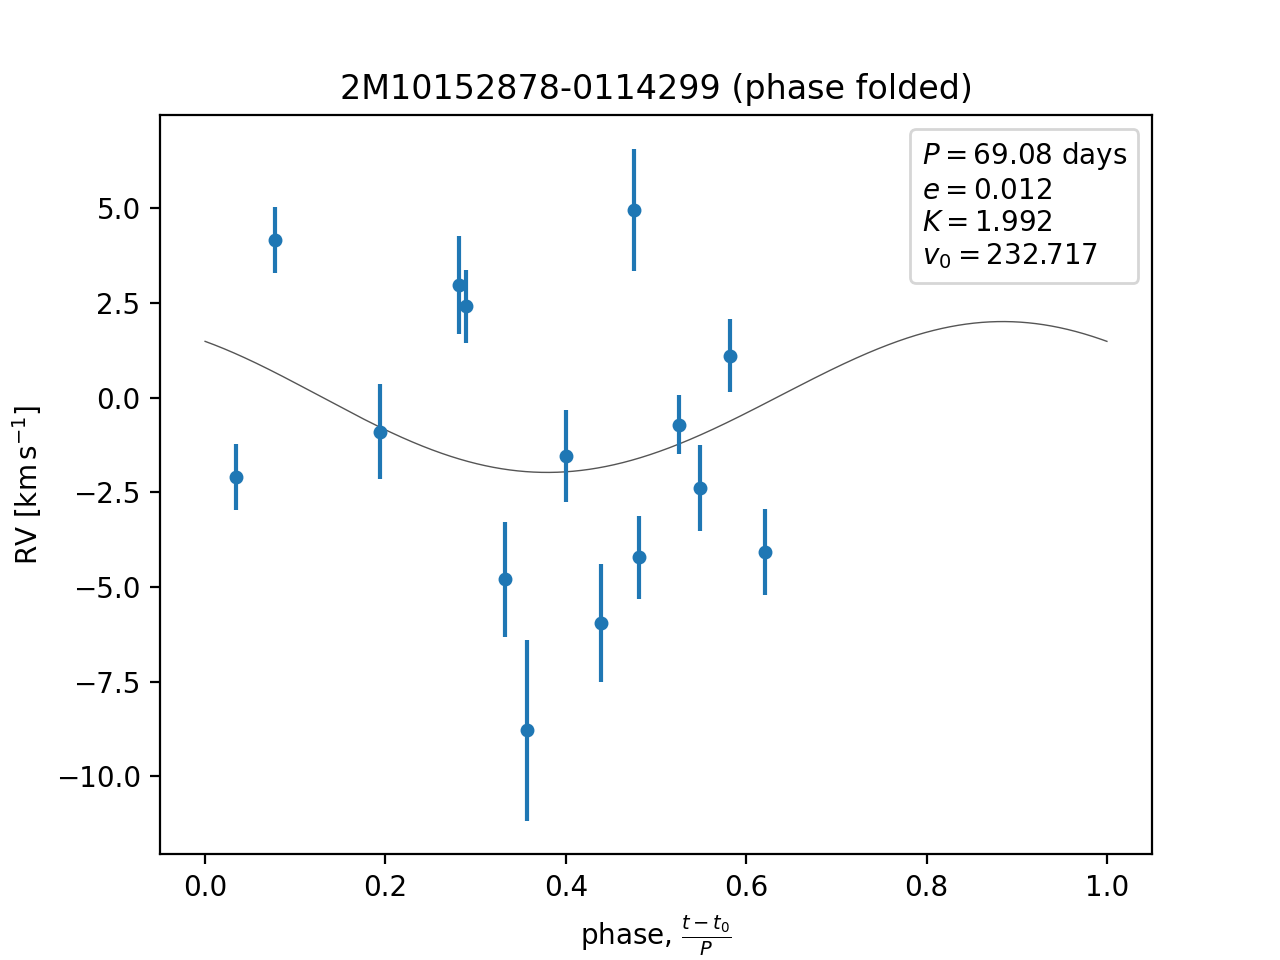 2M10152878-0114299 (phase folded)
P = 69.08 days
e = 0.012
K = 1.992
v₀ = 232.717
5.0
2.5
0.0
−2.5
−5.0
−7.5
−10.0
RV [km s⁻¹]
0.0 0.2 0.4 0.6 0.8 1.0
phase, (t − t₀)/P